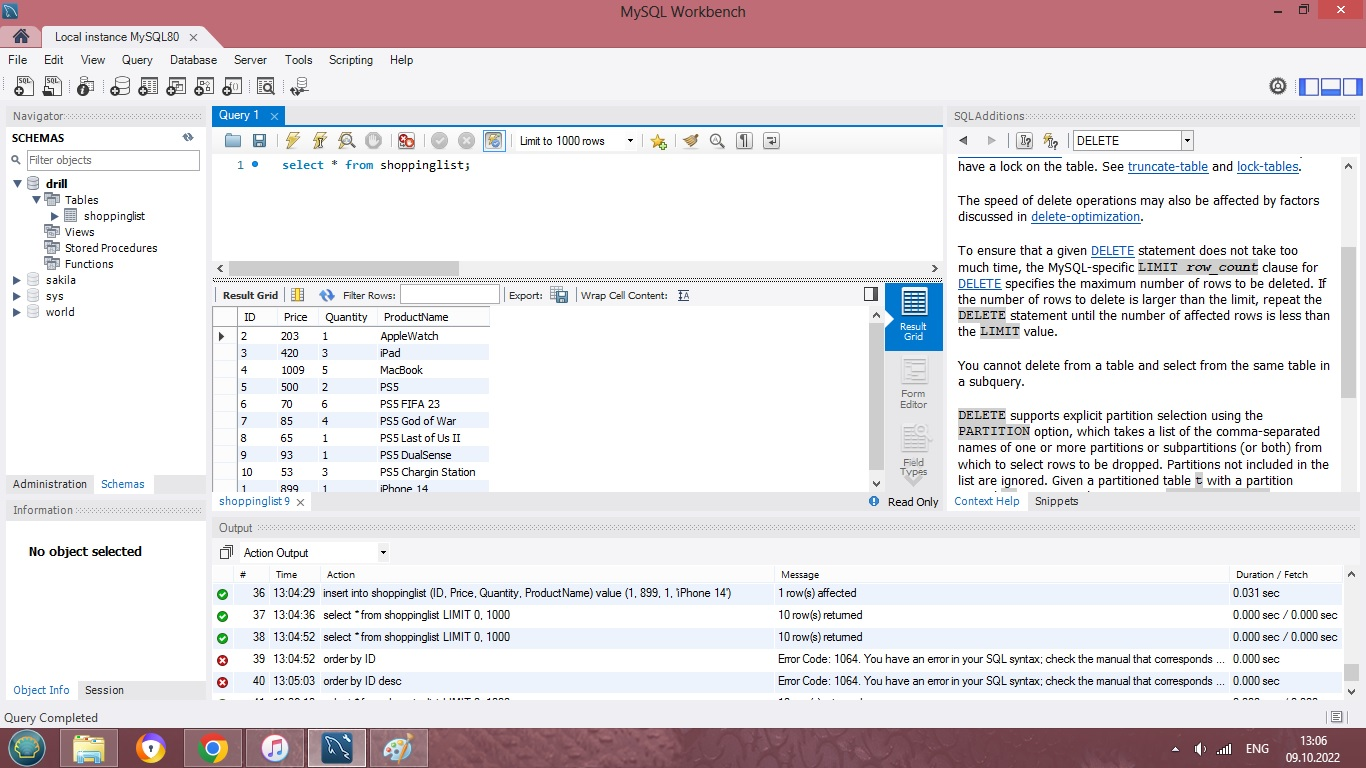 MySQL Workbench
Local instance MySQL80
File Edit View Query Database Server Tools Scripting Help
Navigator
SCHEMAS
Filter objects
drill
Tables
shoppinglist
Views
Stored Procedures
Functions
sakila
sys
world
Administration Schemas
Information
No object selected
Object Info Session
Query 1
Limit to 1000 rows
1 select * from shoppinglist;
Result Grid Filter Rows: Export: Wrap Cell Content:
ID Price Quantity ProductName
2 203 1 AppleWatch
3 420 3 iPad
4 1009 5 MacBook
5 500 2 PS5
6 70 6 PS5 FIFA 23
7 85 4 PS5 God of War
8 65 1 PS5 Last of Us II
9 93 1 PS5 DualSense
10 53 3 PS5 Chargin Station
1 899 1 iPhone 14
Result
Grid
Form
Editor
Field
Types
shoppinglist 9
Read Only
SQLAdditions
DELETE
have a lock on the table. See truncate-table and lock-tables.
The speed of delete operations may also be affected by factors
discussed in delete-optimization.
To ensure that a given DELETE statement does not take too
much time, the MySQL-specific LIMIT row_count clause for
DELETE specifies the maximum number of rows to be deleted. If
the number of rows to delete is larger than the limit, repeat the
DELETE statement until the number of affected rows is less than
the LIMIT value.
You cannot delete from a table and select from the same table in
a subquery.
DELETE supports explicit partition selection using the
PARTITION option, which takes a list of the comma-separated
names of one or more partitions or subpartitions (or both) from
which to select rows to be dropped. Partitions not included in the
list are ignored. Given a partitioned table t with a partition
Context Help Snippets
Output
Action Output
# Time Action Message Duration / Fetch
36 13:04:29 insert into shoppinglist (ID, Price, Quantity, ProductName) value (1, 899, 1, 'iPhone 14') 1 row(s) affected 0.031 sec
37 13:04:36 select * from shoppinglist LIMIT 0, 1000 10 row(s) returned 0.000 sec / 0.000 sec
38 13:04:52 select * from shoppinglist LIMIT 0, 1000 10 row(s) returned 0.000 sec / 0.000 sec
39 13:04:52 order by ID Error Code: 1064. You have an error in your SQL syntax; check the manual that corresponds ... 0.000 sec
40 13:05:03 order by ID desc Error Code: 1064. You have an error in your SQL syntax; check the manual that corresponds ... 0.000 sec
Query Completed
ENG
13:06
09.10.2022